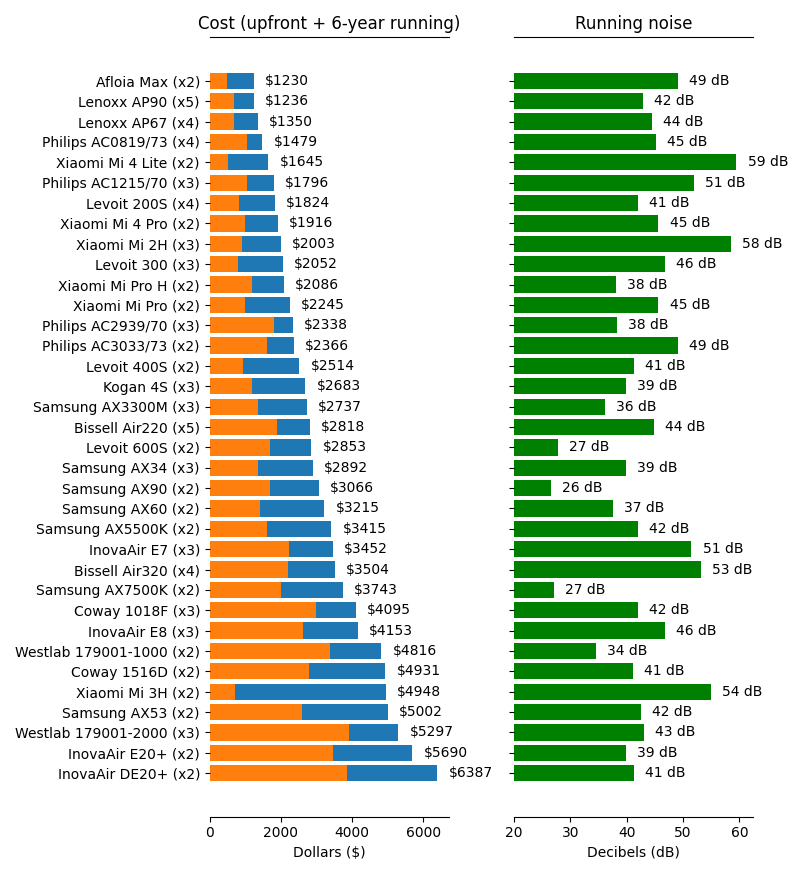 Cost (upfront + 6-year running) Running noise
Afloia Max (x2) $1230 49 dB
Lenoxx AP90 (x5) $1236 42 dB
Lenoxx AP67 (x4) $1350 44 dB
Philips AC0819/73 (x4) $1479 45 dB
Xiaomi Mi 4 Lite (x2) $1645 59 dB
Philips AC1215/70 (x3) $1796 51 dB
Levoit 200S (x4) $1824 41 dB
Xiaomi Mi 4 Pro (x2) $1916 45 dB
Xiaomi Mi 2H (x3) $2003 58 dB
Levoit 300 (x3) $2052 46 dB
Xiaomi Mi Pro H (x2) $2086 38 dB
Xiaomi Mi Pro (x2) $2245 45 dB
Philips AC2939/70 (x3) $2338 38 dB
Philips AC3033/73 (x2) $2366 49 dB
Levoit 400S (x2) $2514 41 dB
Kogan 4S (x3) $2683 39 dB
Samsung AX3300M (x3) $2737 36 dB
Bissell Air220 (x5) $2818 44 dB
Levoit 600S (x2) $2853 27 dB
Samsung AX34 (x3) $2892 39 dB
Samsung AX90 (x2) $3066 26 dB
Samsung AX60 (x2) $3215 37 dB
Samsung AX5500K (x2) $3415 42 dB
InovaAir E7 (x3) $3452 51 dB
Bissell Air320 (x4) $3504 53 dB
Samsung AX7500K (x2) $3743 27 dB
Coway 1018F (x3) $4095 42 dB
InovaAir E8 (x3) $4153 46 dB
Westlab 179001-1000 (x2) $4816 34 dB
Coway 1516D (x2) $4931 41 dB
Xiaomi Mi 3H (x2) $4948 54 dB
Samsung AX53 (x2) $5002 42 dB
Westlab 179001-2000 (x3) $5297 43 dB
InovaAir E20+ (x2) $5690 39 dB
InovaAir DE20+ (x2) $6387 41 dB
0 2000 4000 6000 20 30 40 50 60
Dollars ($) Decibels (dB)